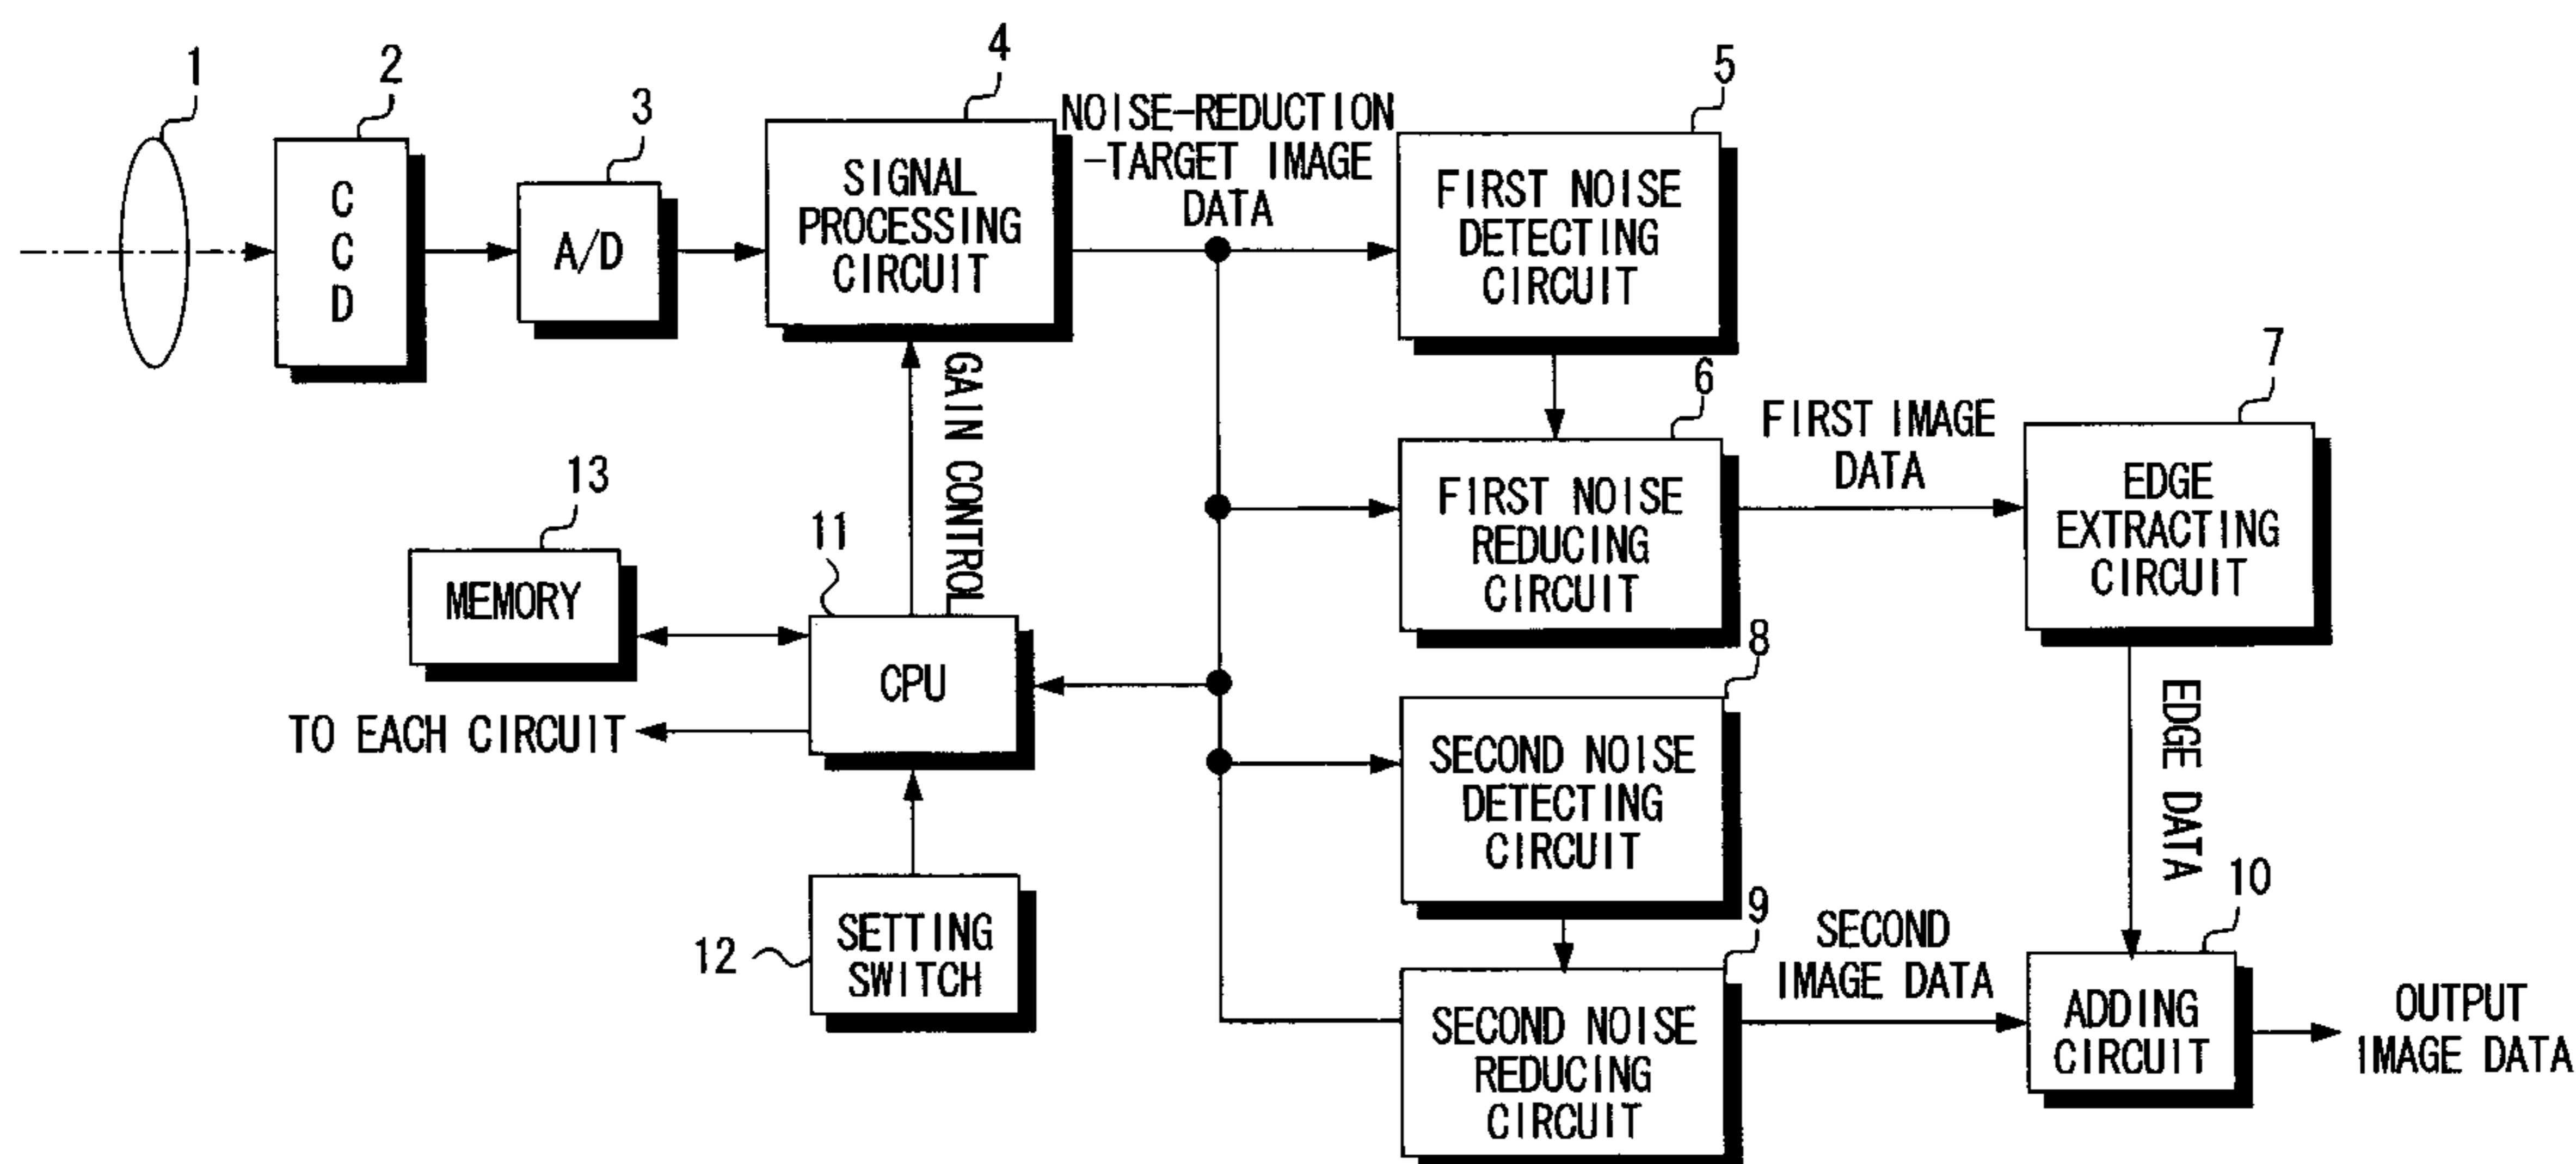 1
2
3
4
5
6
7
8
9
10
11
12
13
C
C
D
A/D
SIGNAL
PROCESSING
CIRCUIT
NOISE-REDUCTION
-TARGET IMAGE
DATA
FIRST NOISE
DETECTING
CIRCUIT
GAIN CONTROL
FIRST NOISE
REDUCING
CIRCUIT
FIRST IMAGE
DATA
EDGE
EXTRACTING
CIRCUIT
MEMORY
CPU
TO EACH CIRCUIT
SETTING
SWITCH
SECOND NOISE
DETECTING
CIRCUIT
EDGE DATA
SECOND NOISE
REDUCING
CIRCUIT
SECOND
IMAGE DATA
ADDING
CIRCUIT
OUTPUT
IMAGE DATA